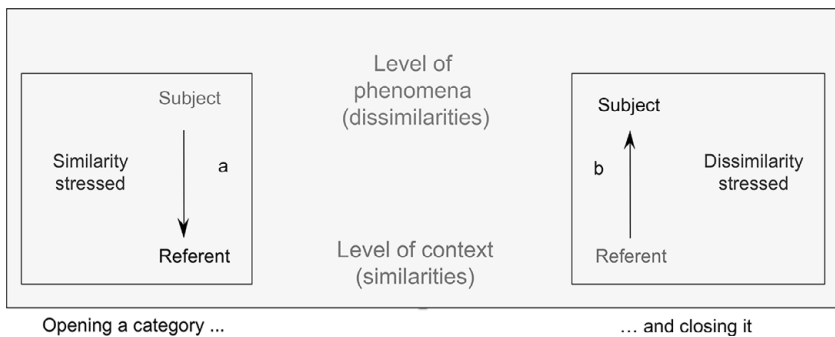 Level of
phenomena
(dissimilarities)
Subject
Similarity
stressed
a
Referent
Subject
b
Dissimilarity
stressed
Referent
Level of context
(similarities)
Opening a category ...
... and closing it